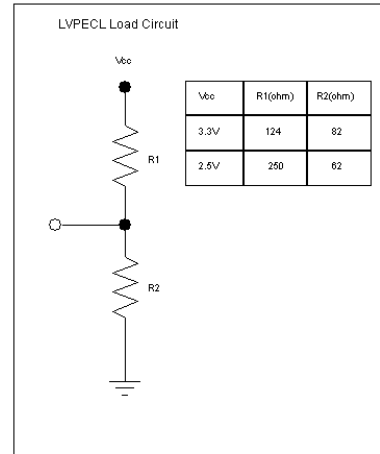 LVPECL Load Circuit
Vcc
Vcc R1(ohm) R2(ohm)
3.3V 124 82
2.5V 250 62
R1
R2